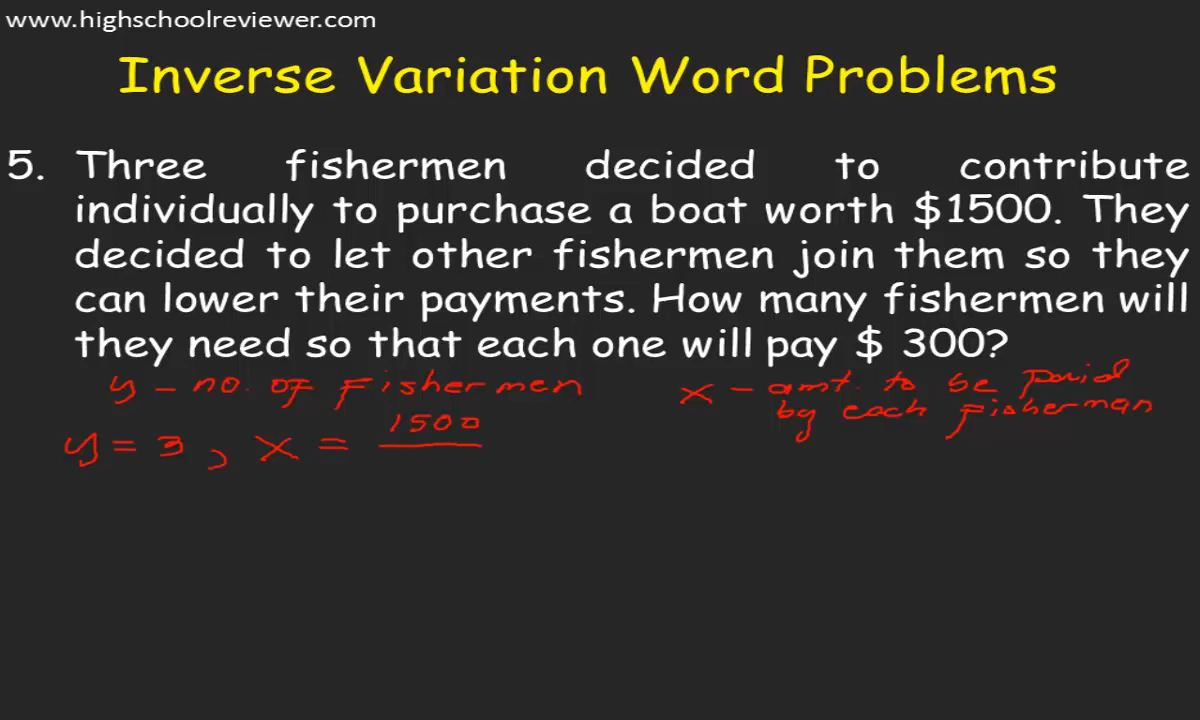 www.highschoolreviewer.com
Inverse Variation Word Problems
5. Three fishermen decided to contribute
individually to purchase a boat worth $1500. They
decided to let other fishermen join them so they
can lower their payments. How many fishermen will
they need so that each one will pay $ 300?
y - no. of fishermen x - amt. to be paid
by each fisherman
y = 3, x = 1500